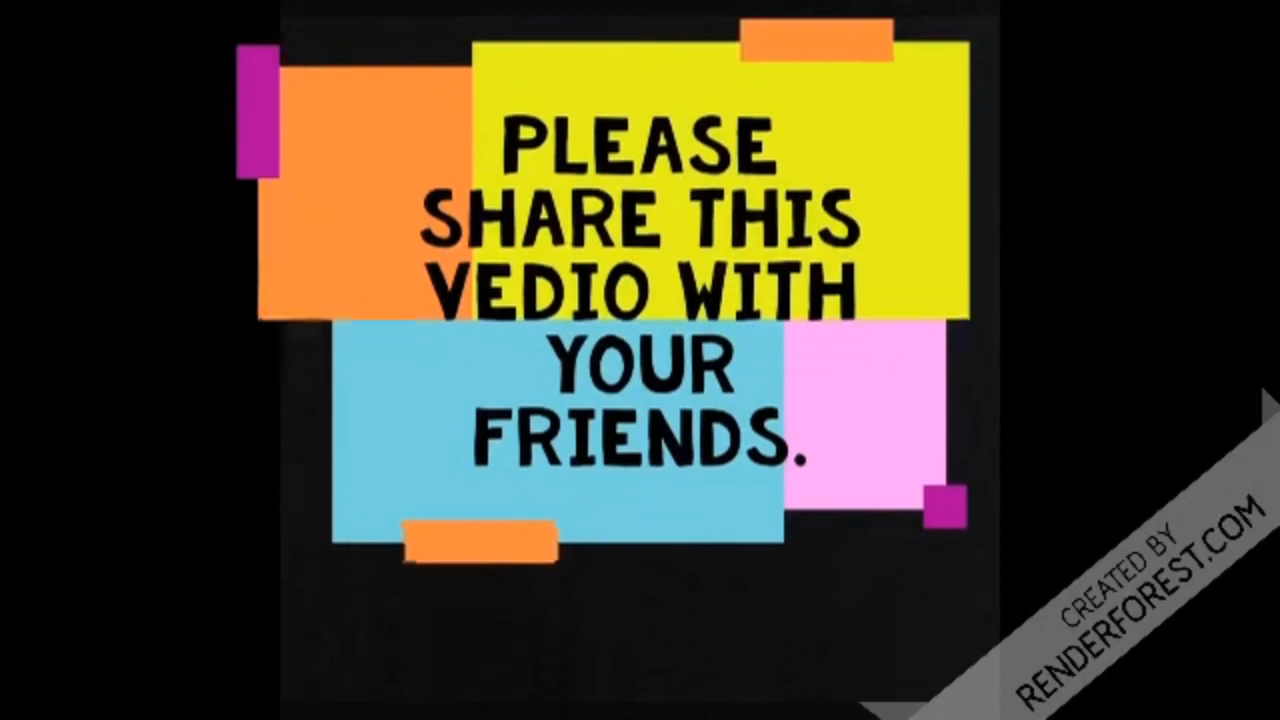 PLEASE
SHARE THIS
VEDIO WITH
YOUR
FRIENDS.
CREATED BY
RENDERFOREST.COM